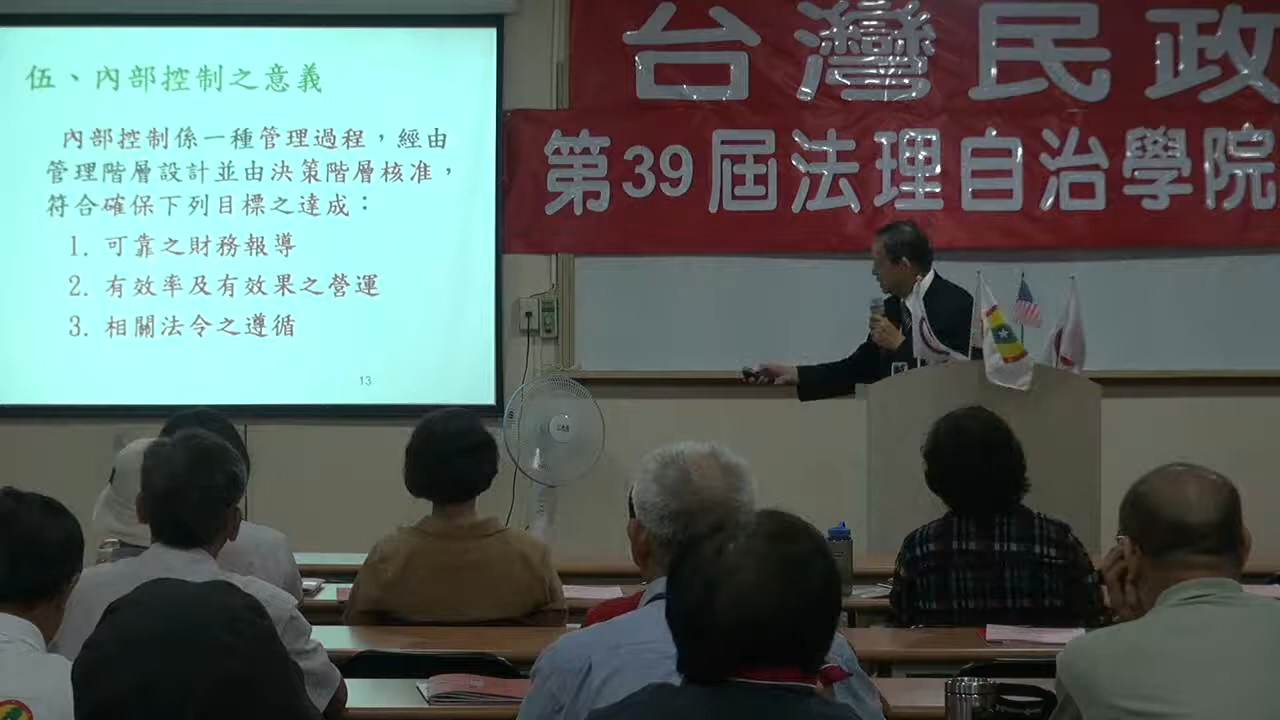 伍、內部控制之意義
內部控制係一種管理過程，經由
管理階層設計並由決策階層核准，
符合確保下列目標之達成：
1. 可靠之財務報導
2. 有效率及有效果之營運
3. 相關法令之遵循
13
台灣民政
第39屆法理自治學院